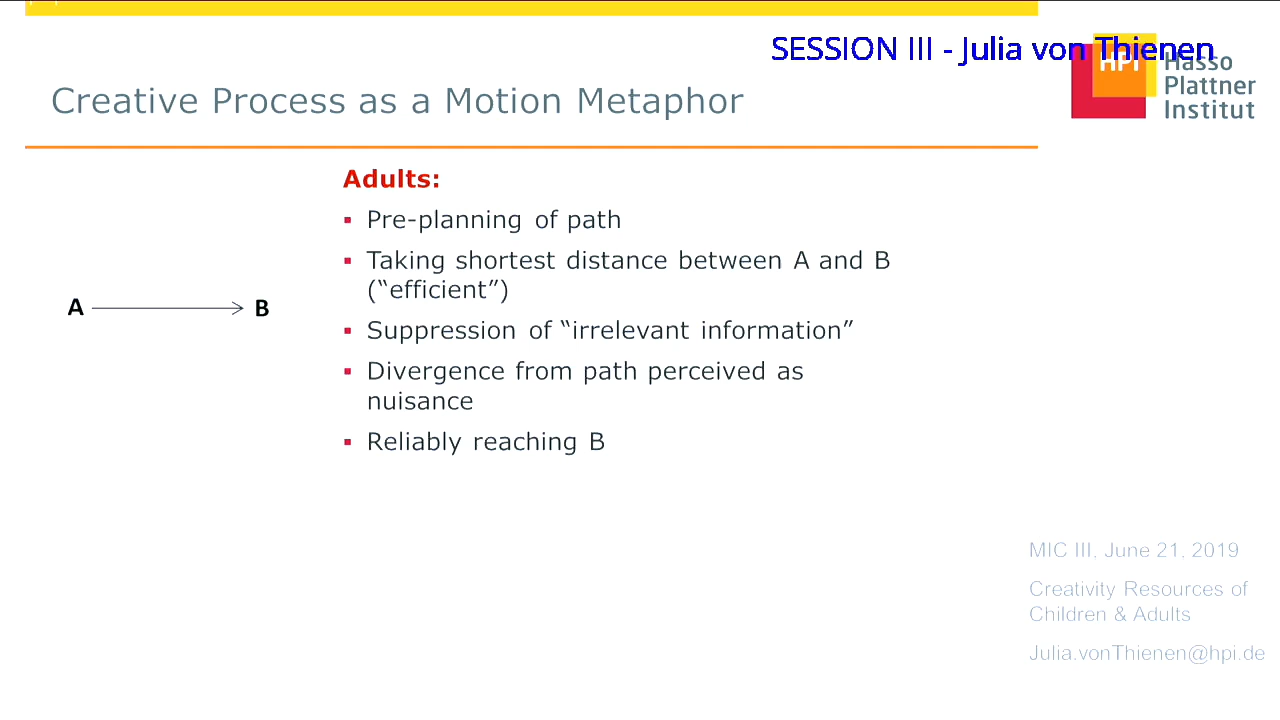 SESSION III - Julia von Thienen
HPI
Hasso
Plattner
Institut
Creative Process as a Motion Metaphor
Adults:
▪ Pre-planning of path
▪ Taking shortest distance between A and B
(“efficient”)
▪ Suppression of “irrelevant information”
▪ Divergence from path perceived as
nuisance
▪ Reliably reaching B
A
B
MIC III, June 21, 2019
Creativity Resources of
Children & Adults
Julia.vonThienen@hpi.de